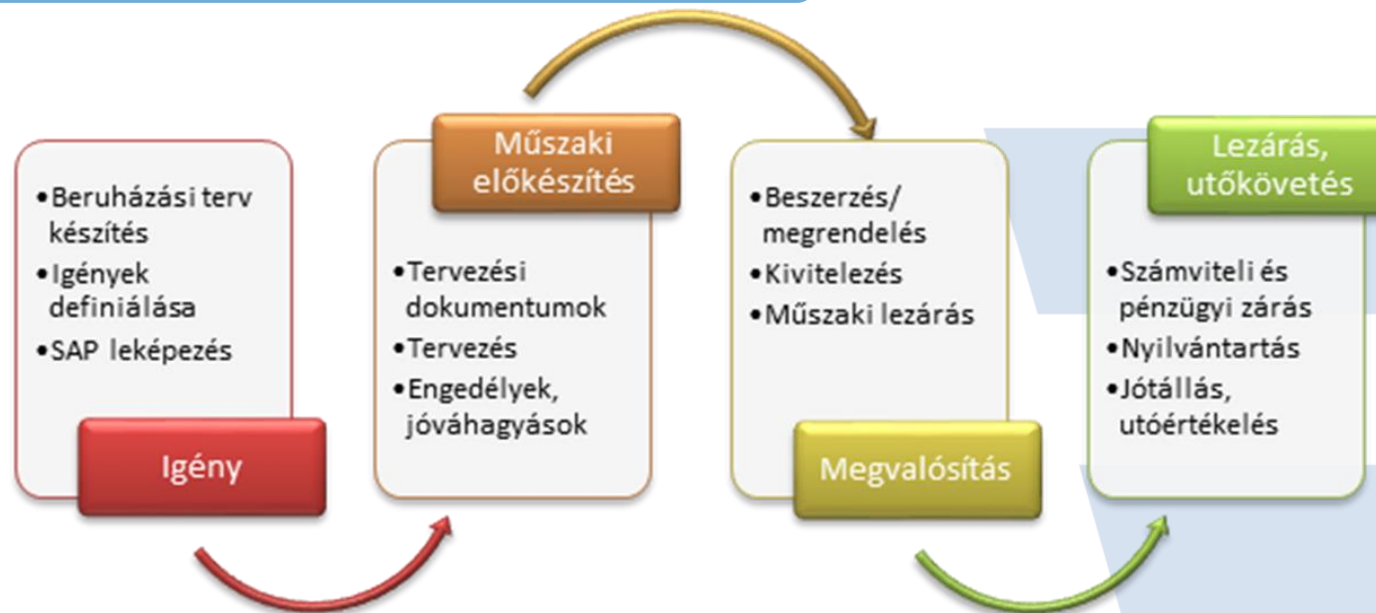 •Beruházási terv
készítés
•Igények
definiálása
•SAP leképezés
Igény
Műszaki
előkészítés
•Tervezési
dokumentumok
•Tervezés
•Engedélyek,
jóváhagyások
•Beszerzés/
megrendelés
•Kivitelezés
•Műszaki lezárás
Megvalósítás
Lezárás,
utőkövetés
•Számviteli és
pénzügyi zárás
•Nyilvántartás
•Jótállás,
utóértékelés